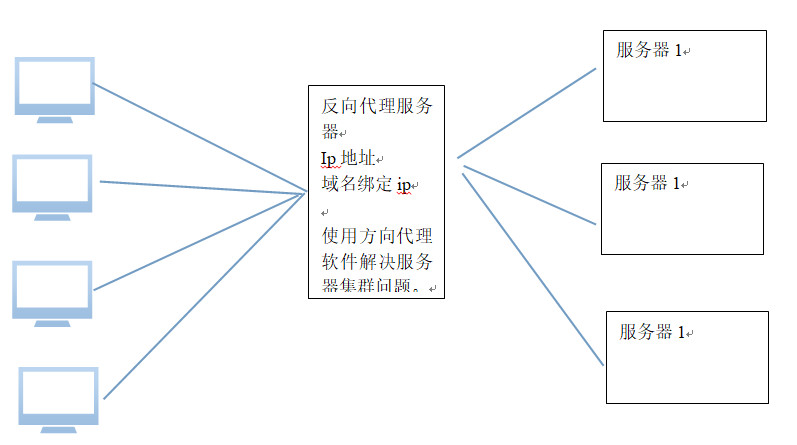 反向代理服务
器
Ip 地址
域名绑定 ip
使用方向代理
软件解决服务
器集群问题。
服务器 1
服务器 1
服务器 1